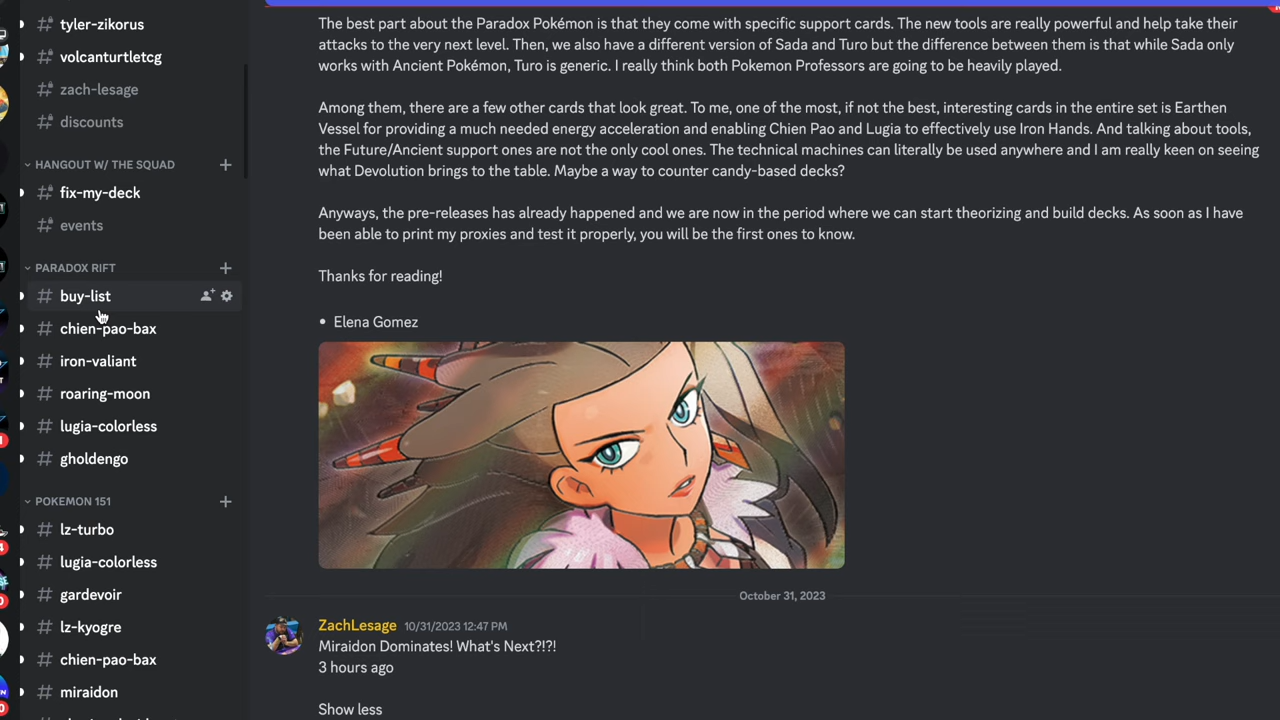 tyler-zikorus
volcanturtletcg
zach-lesage
discounts
HANGOUT W/ THE SQUAD
fix-my-deck
events
PARADOX RIFT
buy-list
chien-pao-bax
iron-valiant
roaring-moon
lugia-colorless
gholdengo
POKEMON 151
lz-turbo
lugia-colorless
gardevoir
lz-kyogre
chien-pao-bax
miraidon
The best part about the Paradox Pokémon is that they come with specific support cards. The new tools are really powerful and help take their
attacks to the very next level. Then, we also have a different version of Sada and Turo but the difference between them is that while Sada only
works with Ancient Pokémon, Turo is generic. I really think both Pokemon Professors are going to be heavily played.
Among them, there are a few other cards that look great. To me, one of the most, if not the best, interesting cards in the entire set is Earthen
Vessel for providing a much needed energy acceleration and enabling Chien Pao and Lugia to effectively use Iron Hands. And talking about tools,
the Future/Ancient support ones are not the only cool ones. The technical machines can literally be used anywhere and I am really keen on seeing
what Devolution brings to the table. Maybe a way to counter candy-based decks?
Anyways, the pre-releases has already happened and we are now in the period where we can start theorizing and build decks. As soon as I have
been able to print my proxies and test it properly, you will be the first ones to know.
Thanks for reading!
• Elena Gomez
October 31, 2023
ZachLesage 10/31/2023 12:47 PM
Miraidon Dominates! What's Next?!?!
3 hours ago
Show less